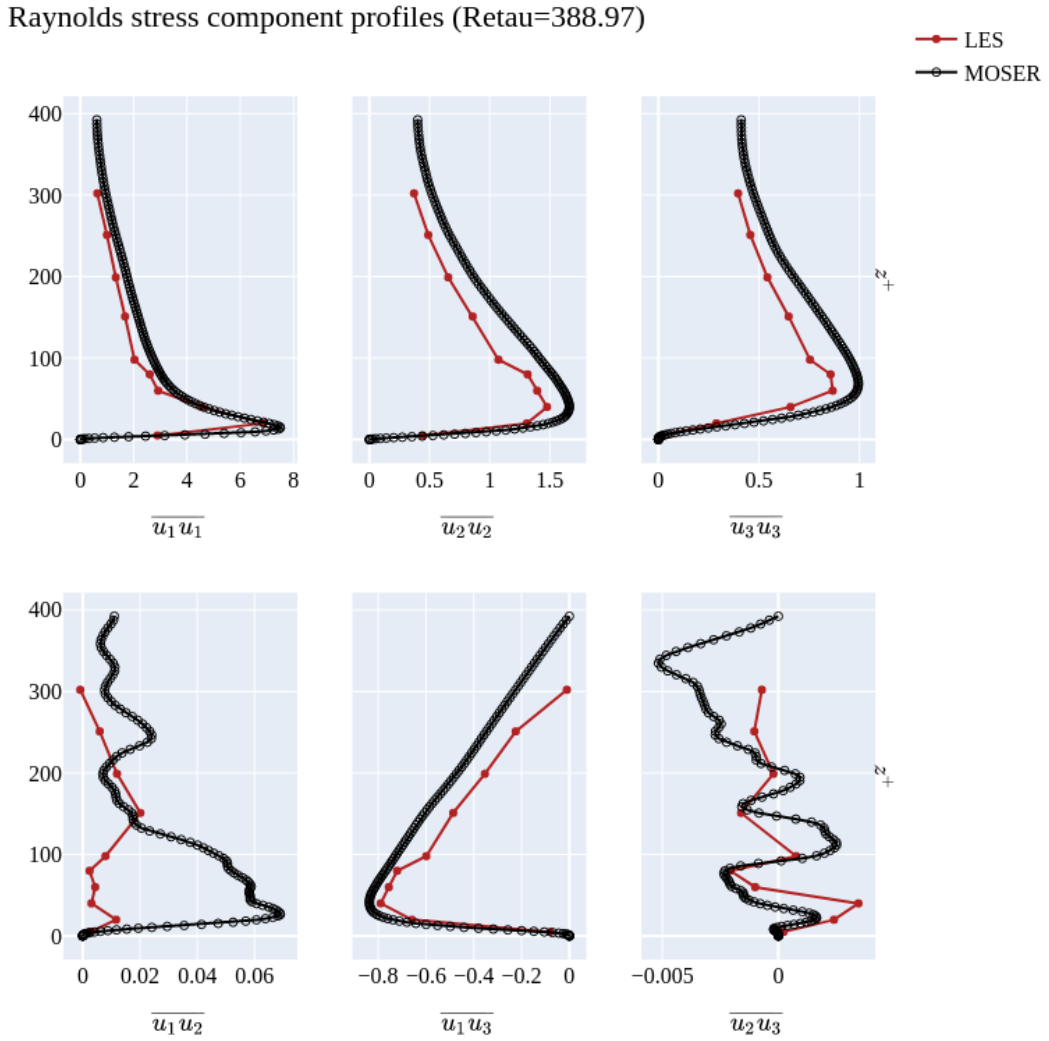 Raynolds stress component profiles (Retau=388.97)
LES
MOSER
400
300
200
100
0
0 2 4 6 8
0 0.5 1 1.5
0 0.5 1
z+
u1u1
u2u2
u3u3
400
300
200
100
0
0 0.02 0.04 0.06
−0.8 −0.6 −0.4 −0.2 0
−0.005 0
z+
u1u2
u1u3
u2u3